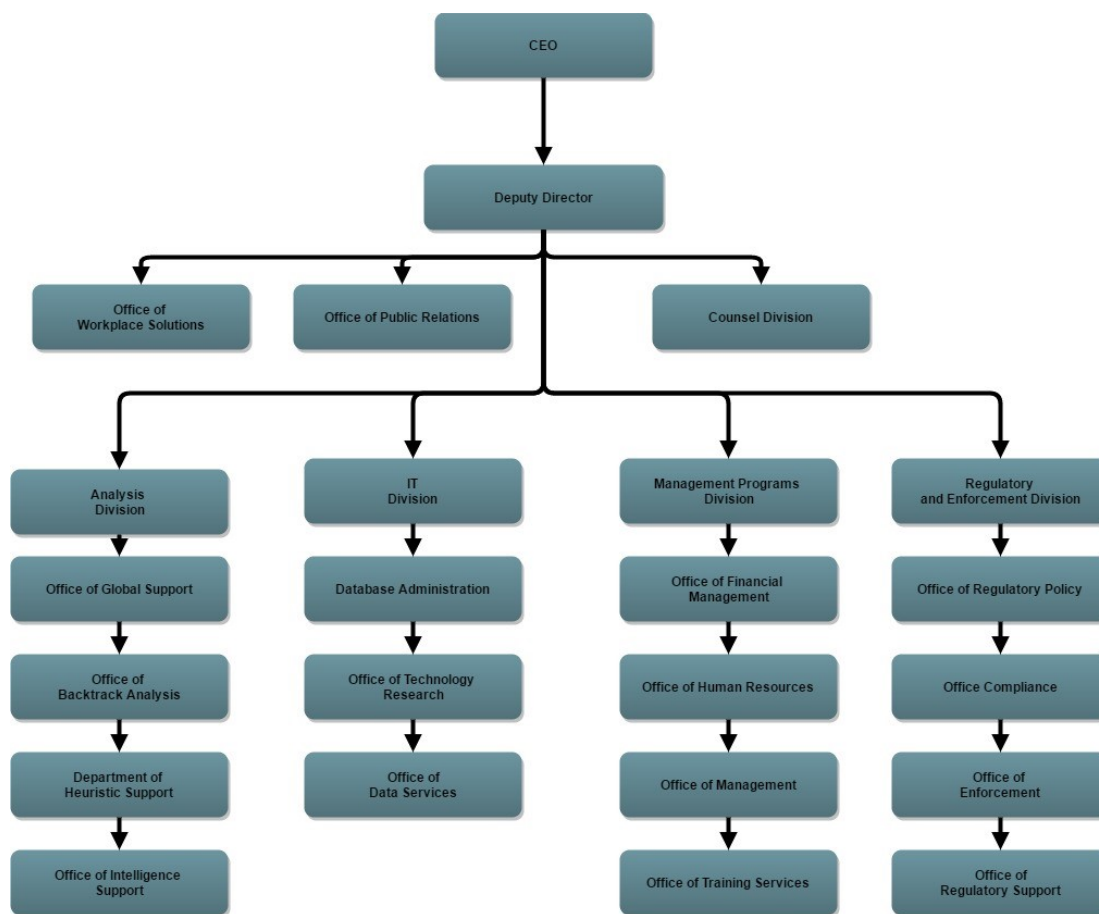 CEO
Deputy Director
Office of
Workplace Solutions
Office of Public Relations
Counsel Division
Analysis
Division
IT
Division
Management Programs
Division
Regulatory
and Enforcement Division
Office of Global Support
Database Administration
Office of Financial
Management
Office of Regulatory Policy
Office of
Backtrack Analysis
Office of Technology
Research
Office of Human Resources
Office Compliance
Department of
Heuristic Support
Office of
Data Services
Office of Management
Office of
Enforcement
Office of Intelligence
Support
Office of Training Services
Office of
Regulatory Support